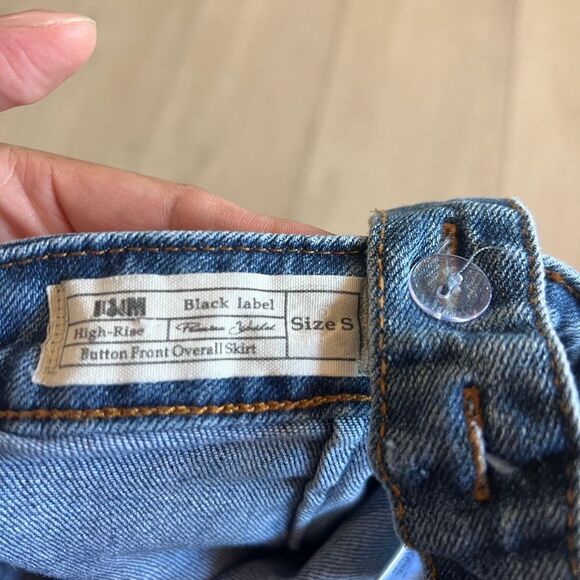 Black label
High-Rise
Size S
Button Front Overall Skirt